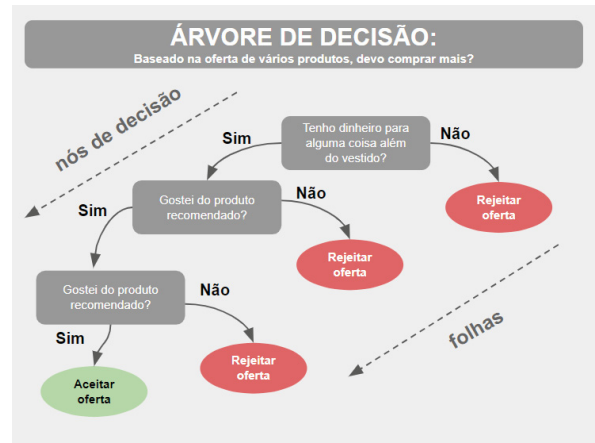 ÁRVORE DE DECISÃO:
Baseado na oferta de vários produtos, devo comprar mais?
nós de decisão
Tenho dinheiro para
alguma coisa além
do vestido?
Sim
Não
Rejeitar
oferta
Gostei do produto
recomendado?
Sim
Não
Rejeitar
oferta
Gostei do produto
recomendado?
Sim
Não
Rejeitar
oferta
Aceitar
oferta
folhas